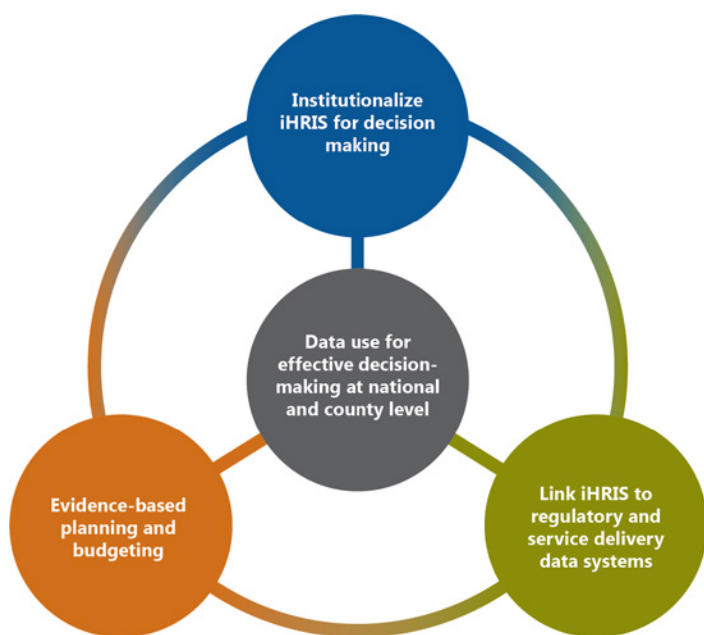 Institutionalize
iHRIS for decision
making
Data use for
effective decision-
making at national
and county level
Evidence-based
planning and
budgeting
Link iHRIS to
regulatory and
service delivery
data systems